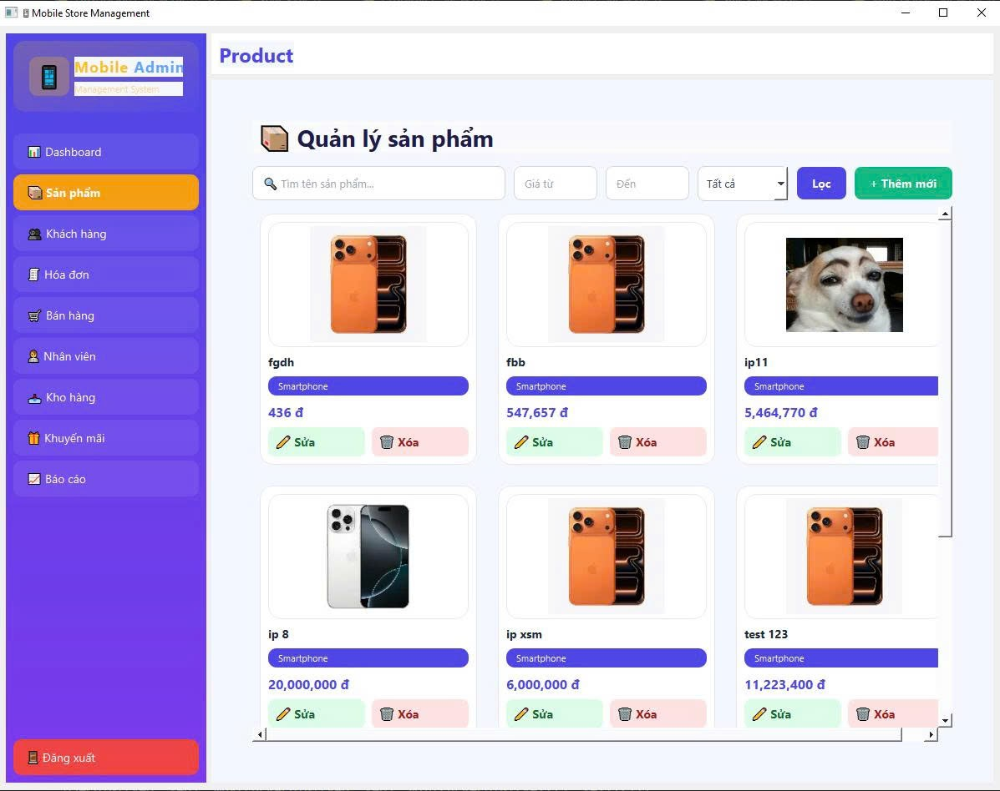 Mobile Store Management
Mobile Admin
Management System
Dashboard
Sản phẩm
Khách hàng
Hóa đơn
Bán hàng
Nhân viên
Kho hàng
Khuyến mãi
Báo cáo
Đăng xuất
Product
Quản lý sản phẩm
Tìm tên sản phẩm...
Giá từ
Đến
Tất cả
Lọc
+ Thêm mới
fgdh
Smartphone
436 đ
Sửa
Xóa
fbb
Smartphone
547,657 đ
Sửa
Xóa
ip11
Smartphone
5,464,770 đ
Sửa
Xóa
ip 8
Smartphone
20,000,000 đ
Sửa
Xóa
ip xsm
Smartphone
6,000,000 đ
Sửa
Xóa
test 123
Smartphone
11,223,400 đ
Sửa
Xóa